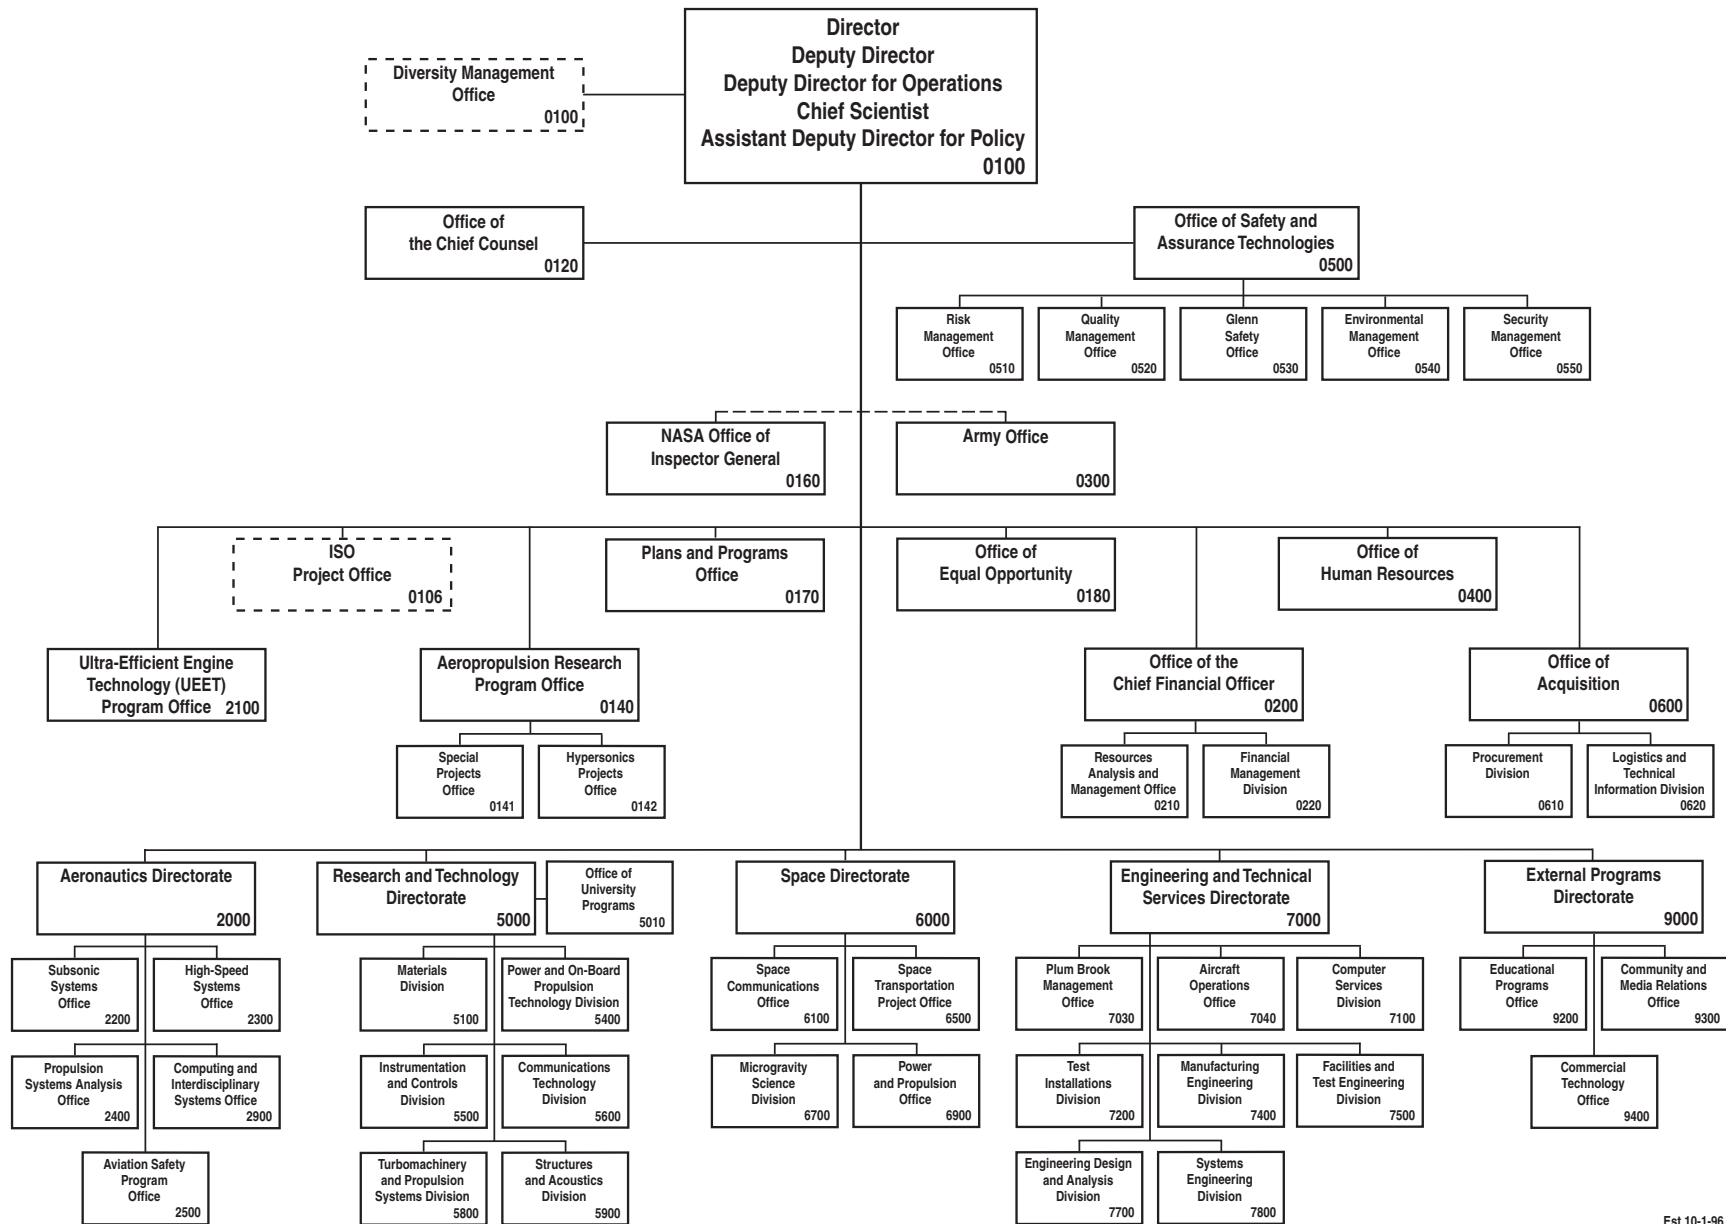 Director
Deputy Director
Deputy Director for Operations
Chief Scientist
Assistant Deputy Director for Policy
0100
Diversity Management
Office
0100
Office of
the Chief Counsel
0120
Office of Safety and
Assurance Technologies
0500
Risk
Management
Office
0510
Quality
Management
Office
0520
Glenn
Safety
Office
0530
Environmental
Management
Office
0540
Security
Management
Office
0550
NASA Office of
Inspector General
0160
Army Office
0300
ISO
Project Office
0106
Plans and Programs
Office
0170
Office of
Equal Opportunity
0180
Office of
Human Resources
0400
Ultra-Efficient Engine
Technology (UEET)
Program Office 2100
Aeropropulsion Research
Program Office
0140
Office of the
Chief Financial Officer
0200
Office of
Acquisition
0600
Special
Projects
Office
0141
Hypersonics
Projects
Office
0142
Resources
Analysis and
Management Office
0210
Financial
Management
Division
0220
Procurement
Division
0610
Logistics and
Technical
Information Division
0620
Aeronautics Directorate
2000
Research and Technology
Directorate
5000
Office of
University
Programs
5010
Space Directorate
6000
Engineering and Technical
Services Directorate
7000
External Programs
Directorate
9000
Subsonic
Systems
Office
2200
High-Speed
Systems
Office
2300
Materials
Division
5100
Power and On-Board
Propulsion
Technology Division
5400
Space
Communications
Office
6100
Space
Transportation
Project Office
6500
Plum Brook
Management
Office
7030
Aircraft
Operations
Office
7040
Computer
Services
Division
7100
Educational
Programs
Office
9200
Community and
Media Relations
Office
9300
Propulsion
Systems Analysis
Office
2400
Computing and
Interdisciplinary
Systems Office
2900
Instrumentation
and Controls
Division
5500
Communications
Technology
Division
5600
Microgravity
Science
Division
6700
Power
and Propulsion
Office
6900
Test
Installations
Division
7200
Manufacturing
Engineering
Division
7400
Facilities and
Test Engineering
Division
7500
Commercial
Technology
Office
9400
Aviation Safety
Program
Office
2500
Turbomachinery
and Propulsion
Systems Division
5800
Structures
and Acoustics
Division
5900
Engineering Design
and Analysis
Division
7700
Systems
Engineering
Division
7800
Est 10-1-96